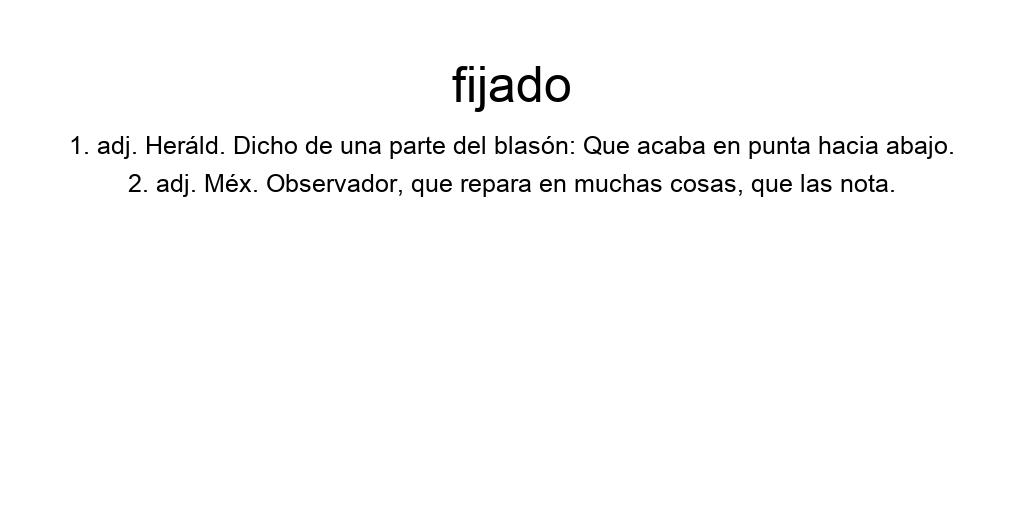 fijado
1. adj. Heráld. Dicho de una parte del blasón: Que acaba en punta hacia abajo.
2. adj. Méx. Observador, que repara en muchas cosas, que las nota.